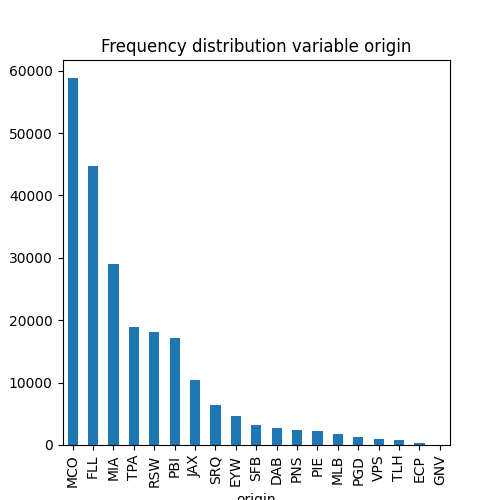 Frequency distribution variable origin
60000
50000
40000
30000
20000
10000
0
MCO
FLL
MIA
TPA
RSW
PBI
JAX
SRQ
EYW
SFB
DAB
PNS
PIE
MLB
PGD
VPS
TLH
ECP
GNV
origin